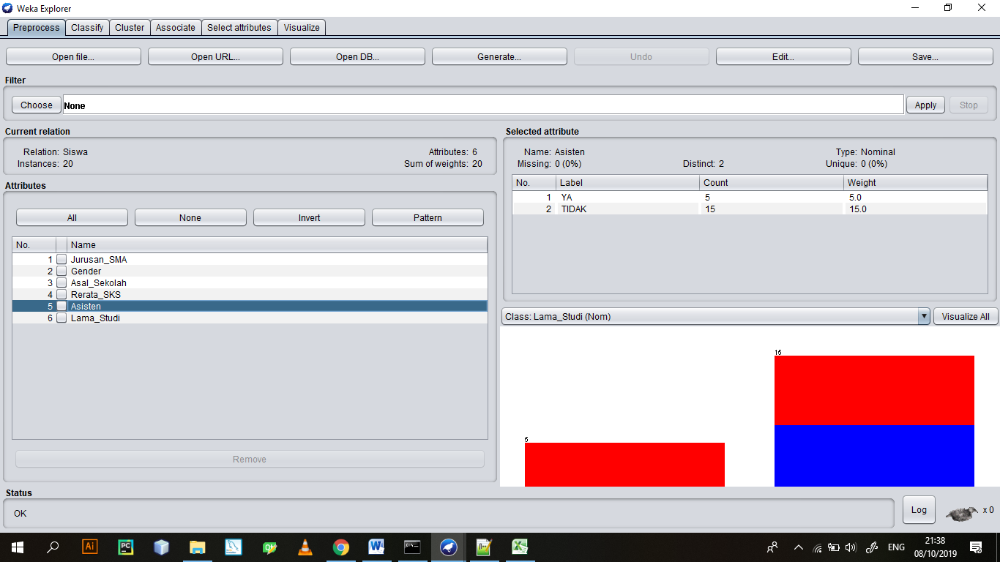 Weka Explorer
Preprocess Classify Cluster Associate Select attributes Visualize
Open file... Open URL... Open DB... Generate... Undo Edit... Save...
Filter
Choose None Apply Stop
Current relation
Relation: Siswa Attributes: 6
Instances: 20 Sum of weights: 20
Attributes
All None Invert Pattern
No. Name
1 Jurusan_SMA
2 Gender
3 Asal_Sekolah
4 Rerata_SKS
5 Asisten
6 Lama_Studi
Remove
Selected attribute
Name: Asisten Type: Nominal
Missing: 0 (0%) Distinct: 2 Unique: 0 (0%)
No. Label Count Weight
1 YA 5 5.0
2 TIDAK 15 15.0
Class: Lama_Studi (Nom) Visualize All
15
5
Status
OK
Log x 0
Ai PC Qt W X
ENG 21:38
08/10/2019